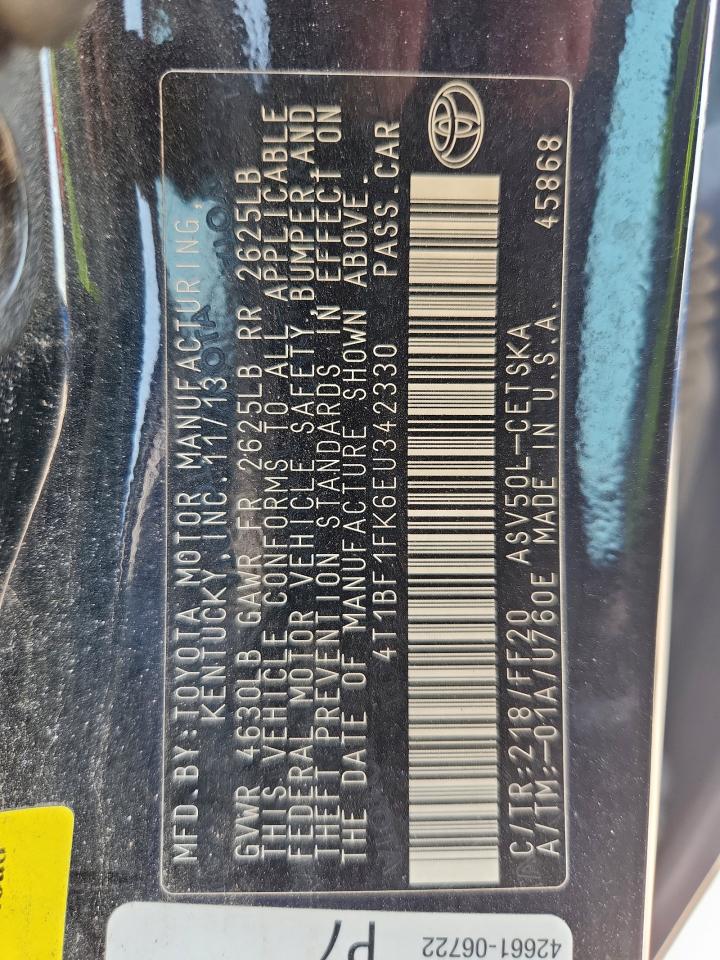 MFD.BY:TOYOTA MOTOR MANUFACTURING,
KENTUCKY, INC. 11/13
GVWR 4630LB GAWR FR 2625LB RR 2625LB
THIS VEHICLE CONFORMS TO ALL APPLICABLE
FEDERAL MOTOR VEHICLE SAFETY, BUMPER, AND
THEFT PREVENTION STANDARDS IN EFFECT ON
THE DATE OF MANUFACTURE SHOWN ABOVE.
4T1BF1FK6EU342330 PASS.CAR
C/TR:218/FF20 ASV50L-CETSKA
A/TM:-01A/U760E MADE IN U.S.A. 45868
42661-06722